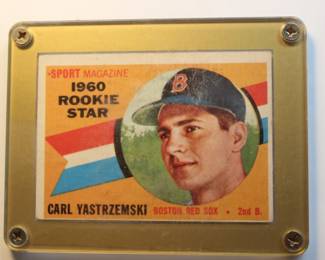 SPORT MAGAZINE
1960
ROOKIE
STAR
B
CARL YASTRZEMSKI BOSTON RED SOX • 2nd B.